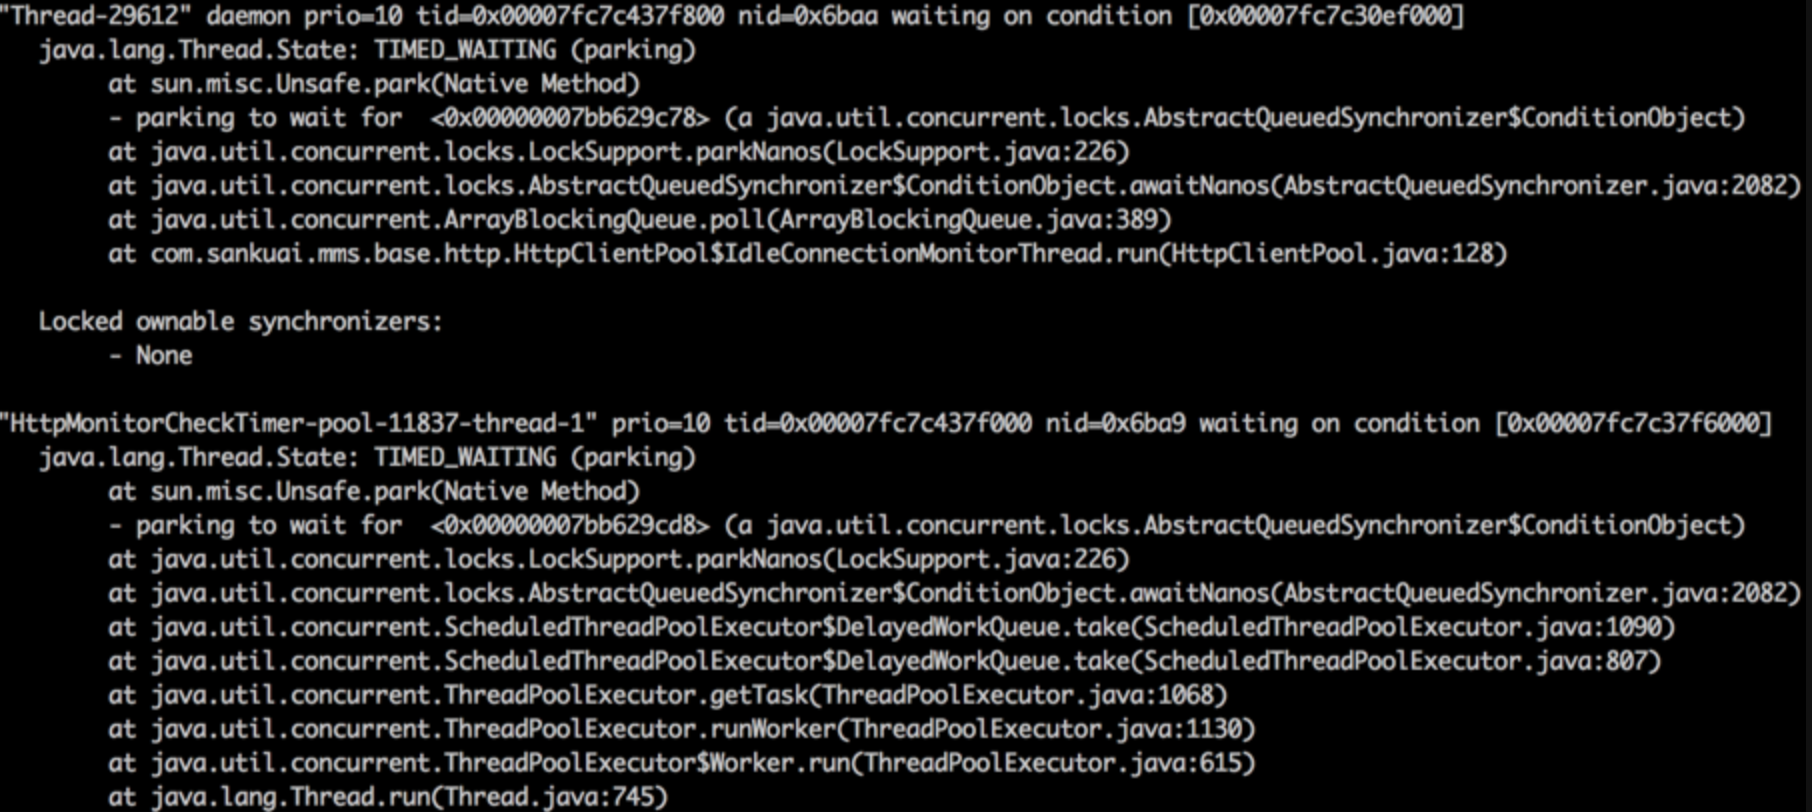 "Thread-29612" daemon prio=10 tid=0x00007fc7c437f800 nid=0x6baa waiting on condition [0x00007fc7c30ef000]
   java.lang.Thread.State: TIMED_WAITING (parking)
        at sun.misc.Unsafe.park(Native Method)
        - parking to wait for  <0x00000007bb629c78> (a java.util.concurrent.locks.AbstractQueuedSynchronizer$ConditionObject)
        at java.util.concurrent.locks.LockSupport.parkNanos(LockSupport.java:226)
        at java.util.concurrent.locks.AbstractQueuedSynchronizer$ConditionObject.awaitNanos(AbstractQueuedSynchronizer.java:2082)
        at java.util.concurrent.ArrayBlockingQueue.poll(ArrayBlockingQueue.java:389)
        at com.sankuai.mms.base.http.HttpClientPool$IdleConnectionMonitorThread.run(HttpClientPool.java:128)

   Locked ownable synchronizers:
        - None

"HttpMonitorCheckTimer-pool-11837-thread-1" prio=10 tid=0x00007fc7c437f000 nid=0x6ba9 waiting on condition [0x00007fc7c37f6000]
   java.lang.Thread.State: TIMED_WAITING (parking)
        at sun.misc.Unsafe.park(Native Method)
        - parking to wait for  <0x00000007bb629cd8> (a java.util.concurrent.locks.AbstractQueuedSynchronizer$ConditionObject)
        at java.util.concurrent.locks.LockSupport.parkNanos(LockSupport.java:226)
        at java.util.concurrent.locks.AbstractQueuedSynchronizer$ConditionObject.awaitNanos(AbstractQueuedSynchronizer.java:2082)
        at java.util.concurrent.ScheduledThreadPoolExecutor$DelayedWorkQueue.take(ScheduledThreadPoolExecutor.java:1090)
        at java.util.concurrent.ScheduledThreadPoolExecutor$DelayedWorkQueue.take(ScheduledThreadPoolExecutor.java:807)
        at java.util.concurrent.ThreadPoolExecutor.getTask(ThreadPoolExecutor.java:1068)
        at java.util.concurrent.ThreadPoolExecutor.runWorker(ThreadPoolExecutor.java:1130)
        at java.util.concurrent.ThreadPoolExecutor$Worker.run(ThreadPoolExecutor.java:615)
        at java.lang.Thread.run(Thread.java:745)